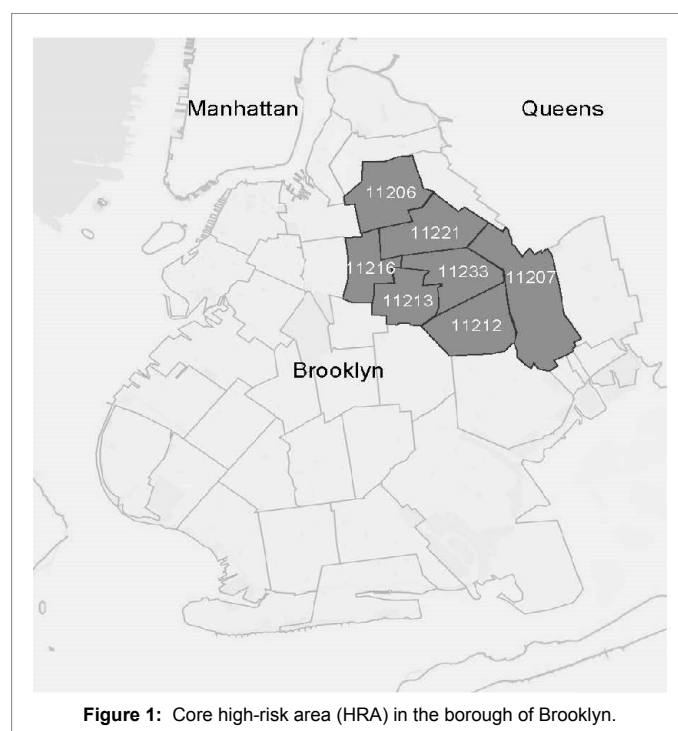 Manhattan
Queens
11206
11221
11216
11233
11207
11213
11212
Brooklyn
Figure 1: Core high-risk area (HRA) in the borough of Brooklyn.